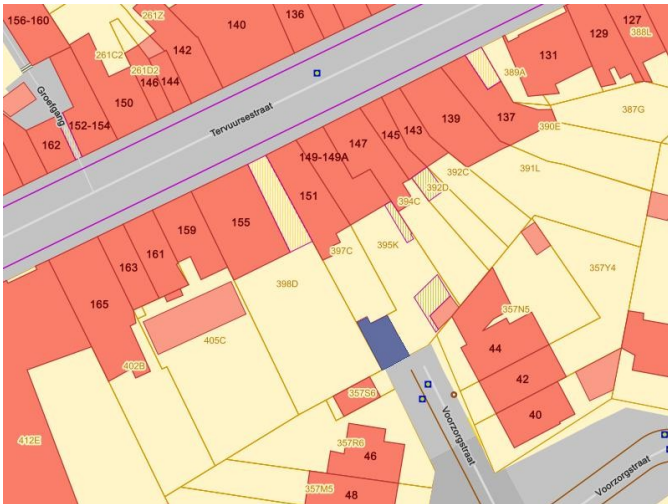 156-160
261Z
140
136
127
388L
261C2
142
129
131
261D2
146
144
389A
150
387G
Groefgang
152-154
Tervuursestraat
162
147
145
143
139
137
390E
149-149A
391L
392C
392D
151
394C
155
159
395K
397C
163
161
357Y4
398D
165
357N5
405C
44
402B
42
357S6
40
Voorzorgstraat
412E
357R6
46
357M5
48
Voorzorgstraat